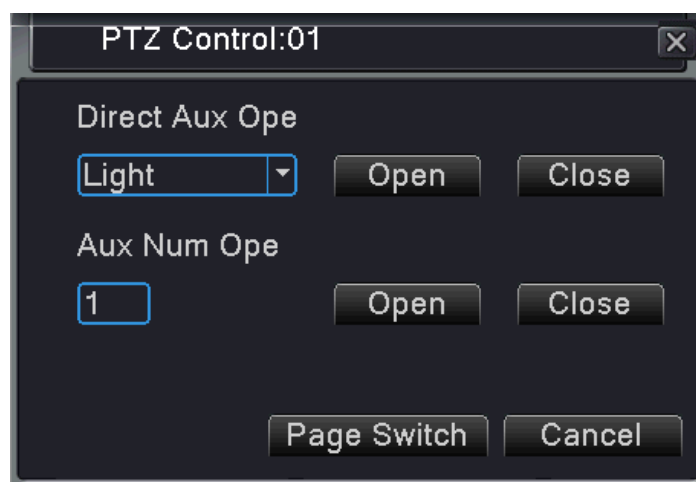 PTZ Control:01
Direct Aux Ope
Light Open Close
Aux Num Ope
1 Open Close
Page Switch Cancel